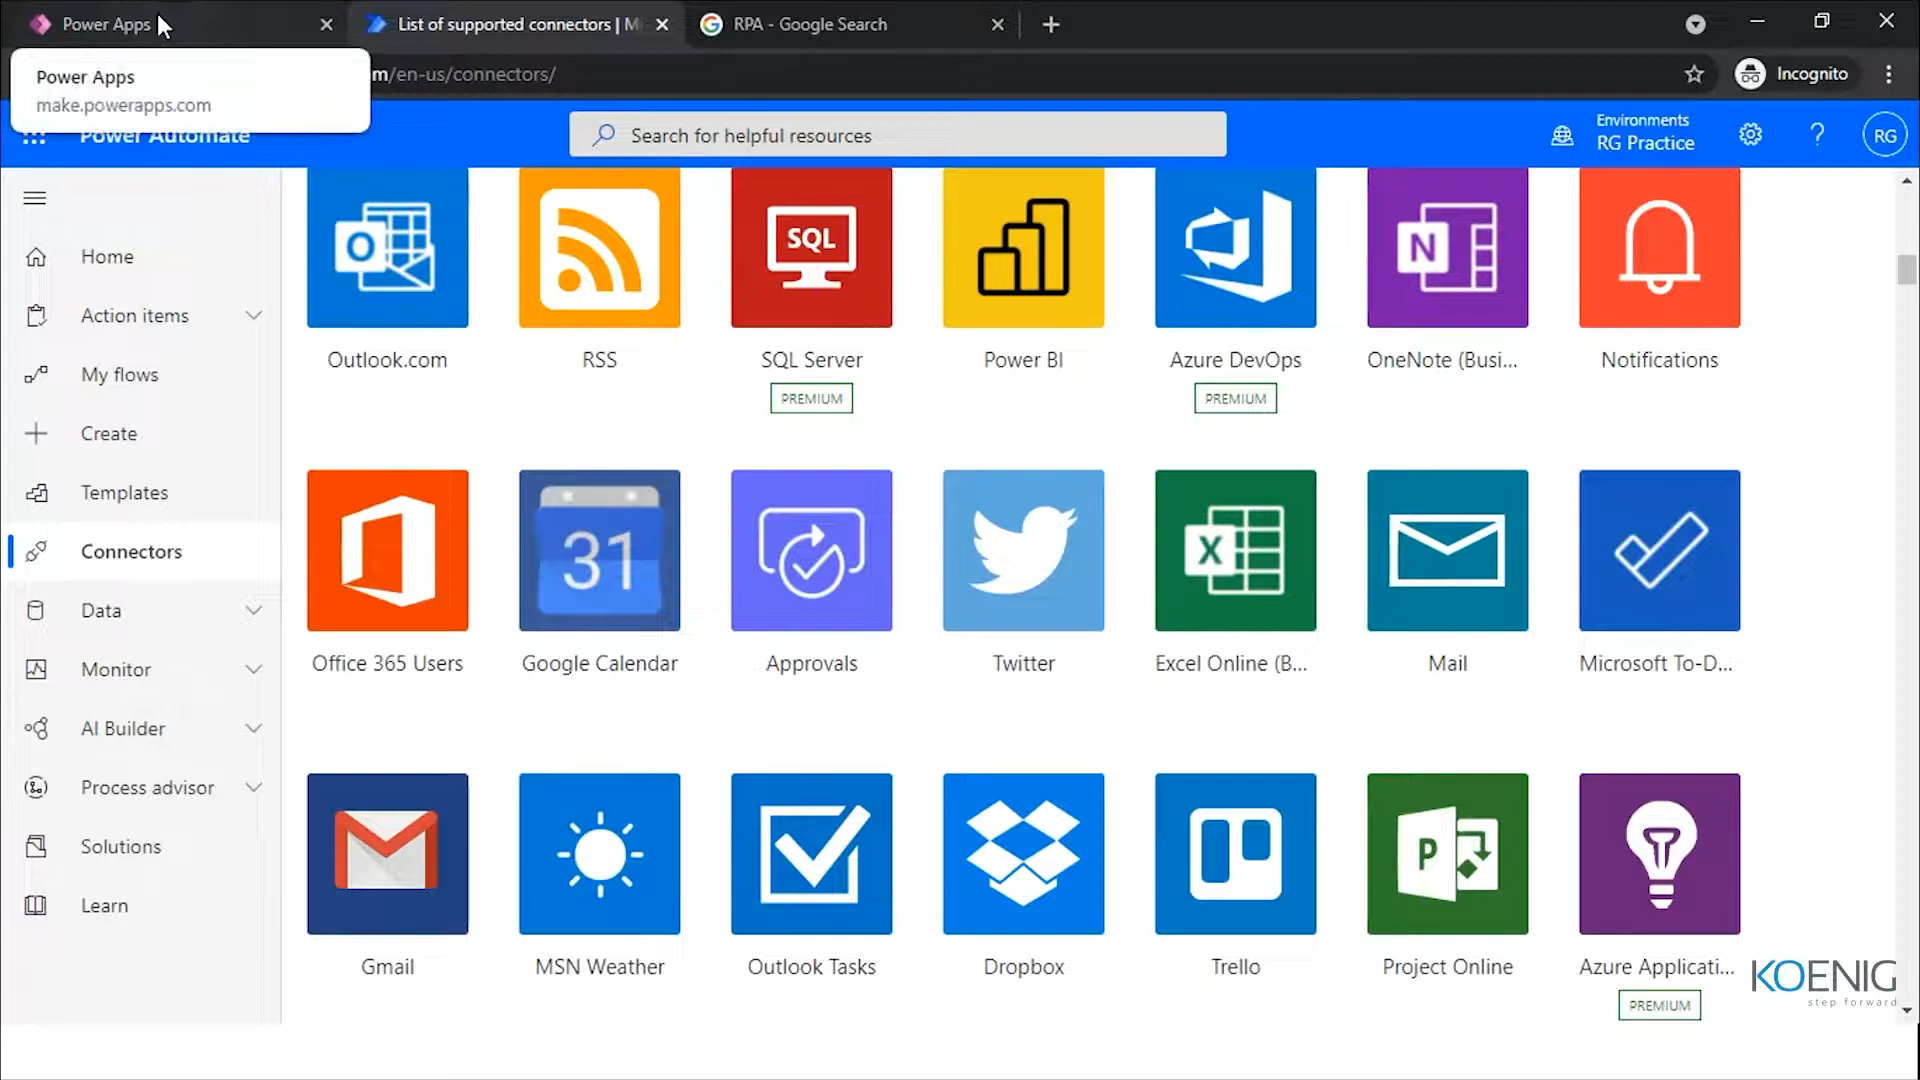 Power Apps
List of supported connectors | Mi
RPA - Google Search
Power Apps
make.powerapps.com
m/en-us/connectors/
Incognito
Power Automate
Search for helpful resources
Environments
RG Practice
RG
Home
Action items
My flows
Create
Templates
Connectors
Data
Monitor
AI Builder
Process advisor
Solutions
Learn
SQL
N
Outlook.com
RSS
SQL Server
Power BI
Azure DevOps
OneNote (Busi...
Notifications
PREMIUM
PREMIUM
31
X
Office 365 Users
Google Calendar
Approvals
Twitter
Excel Online (B...
Mail
Microsoft To-D...
P
Gmail
MSN Weather
Outlook Tasks
Dropbox
Trello
Project Online
Azure Applicati...
PREMIUM
KOENIG
step forward